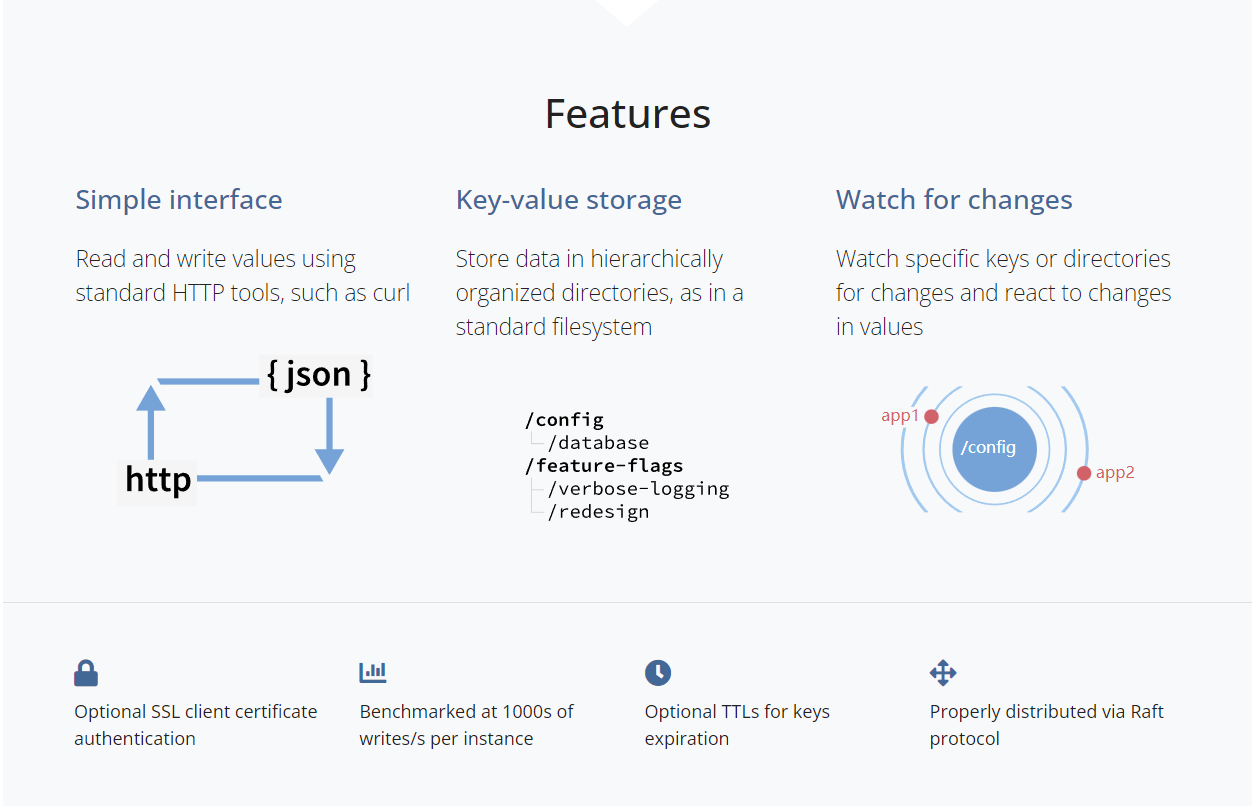 Features
Simple interface
Read and write values using
standard HTTP tools, such as curl
{ json }
http
Key-value storage
Store data in hierarchically
organized directories, as in a
standard filesystem
/config
/database
/feature-flags
/verbose-logging
/redesign
Watch for changes
Watch specific keys or directories
for changes and react to changes
in values
app1
/config
app2
Optional SSL client certificate
authentication
Benchmarked at 1000s of
writes/s per instance
Optional TTLs for keys
expiration
Properly distributed via Raft
protocol